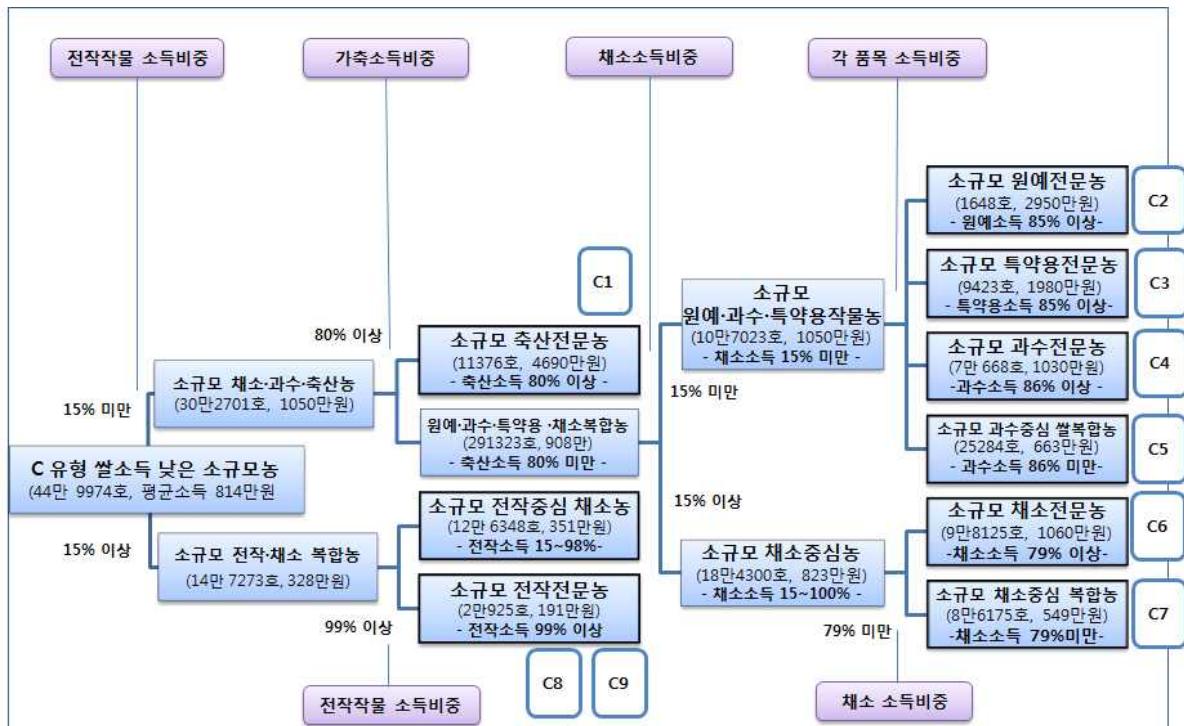 전작작물 소득비중
가축소득비중
채소소득비중
각 품목 소득비중
소규모 원예전문농
(1648호, 2950만원)
- 원예소득 85% 이상-
C2
소규모 특약용전문농
(9423호, 1980만원)
- 특약용소득 85% 이상-
C3
C1
소규모
원예·과수·특약용작물농
(10만7023호, 1050만원)
- 채소소득 15% 미만 -
80% 이상
소규모 축산전문농
(11376호, 4690만원)
- 축산소득 80% 이상 -
소규모 과수전문농
(7만 668호, 1030만원)
-과수소득 86% 이상 -
C4
소규모 채소·과수·축산농
(30만2701호, 1050만원)
15% 미만
15% 미만
원예·과수·특약용 ·채소복합농
(291323호, 908만)
- 축산소득 80% 미만 -
소규모 과수중심 쌀복합농
(25284호, 663만원)
- 과수소득 86% 미만-
C5
C 유형 쌀소득 낮은 소규모농
(44만 9974호, 평균소득 814만원
15% 이상
소규모 전작중심 채소농
(12만 6348호, 351만원)
- 전작소득 15~98%-
15% 이상
소규모 채소전문농
(9만8125호, 1060만원)
-채소소득 79% 이상-
C6
소규모 전작·채소 복합농
(14만 7273호, 328만원)
소규모 채소중심농
(18만4300호, 823만원)
- 채소소득 15~100% -
소규모 전작전문농
(2만925호, 191만원)
- 전작소득 99% 이상
99% 이상
소규모 채소중심 복합농
(8만6175호, 549만원)
-채소소득 79%미만-
C7
79% 미만
C8
C9
전작작물 소득비중
채소 소득비중